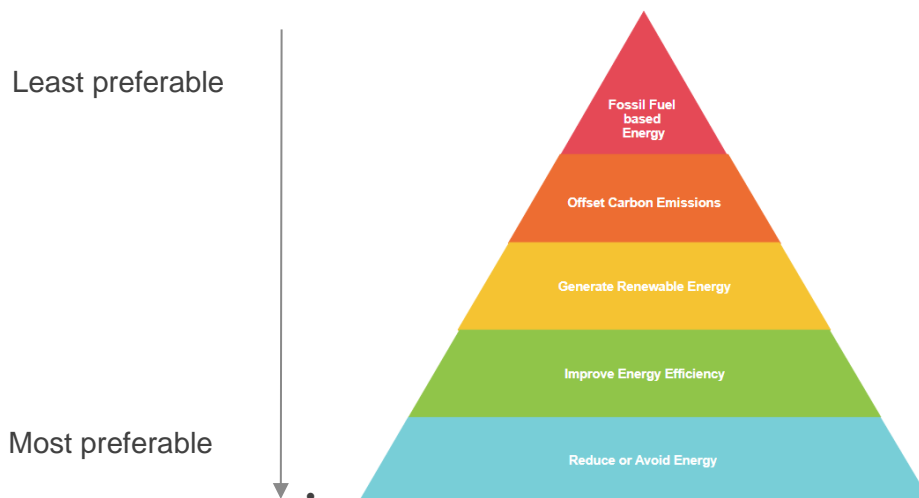 Least preferable
Fossil Fuel
based
Energy
Offset Carbon Emissions
Generate Renewable Energy
Improve Energy Efficiency
Most preferable
Reduce or Avoid Energy